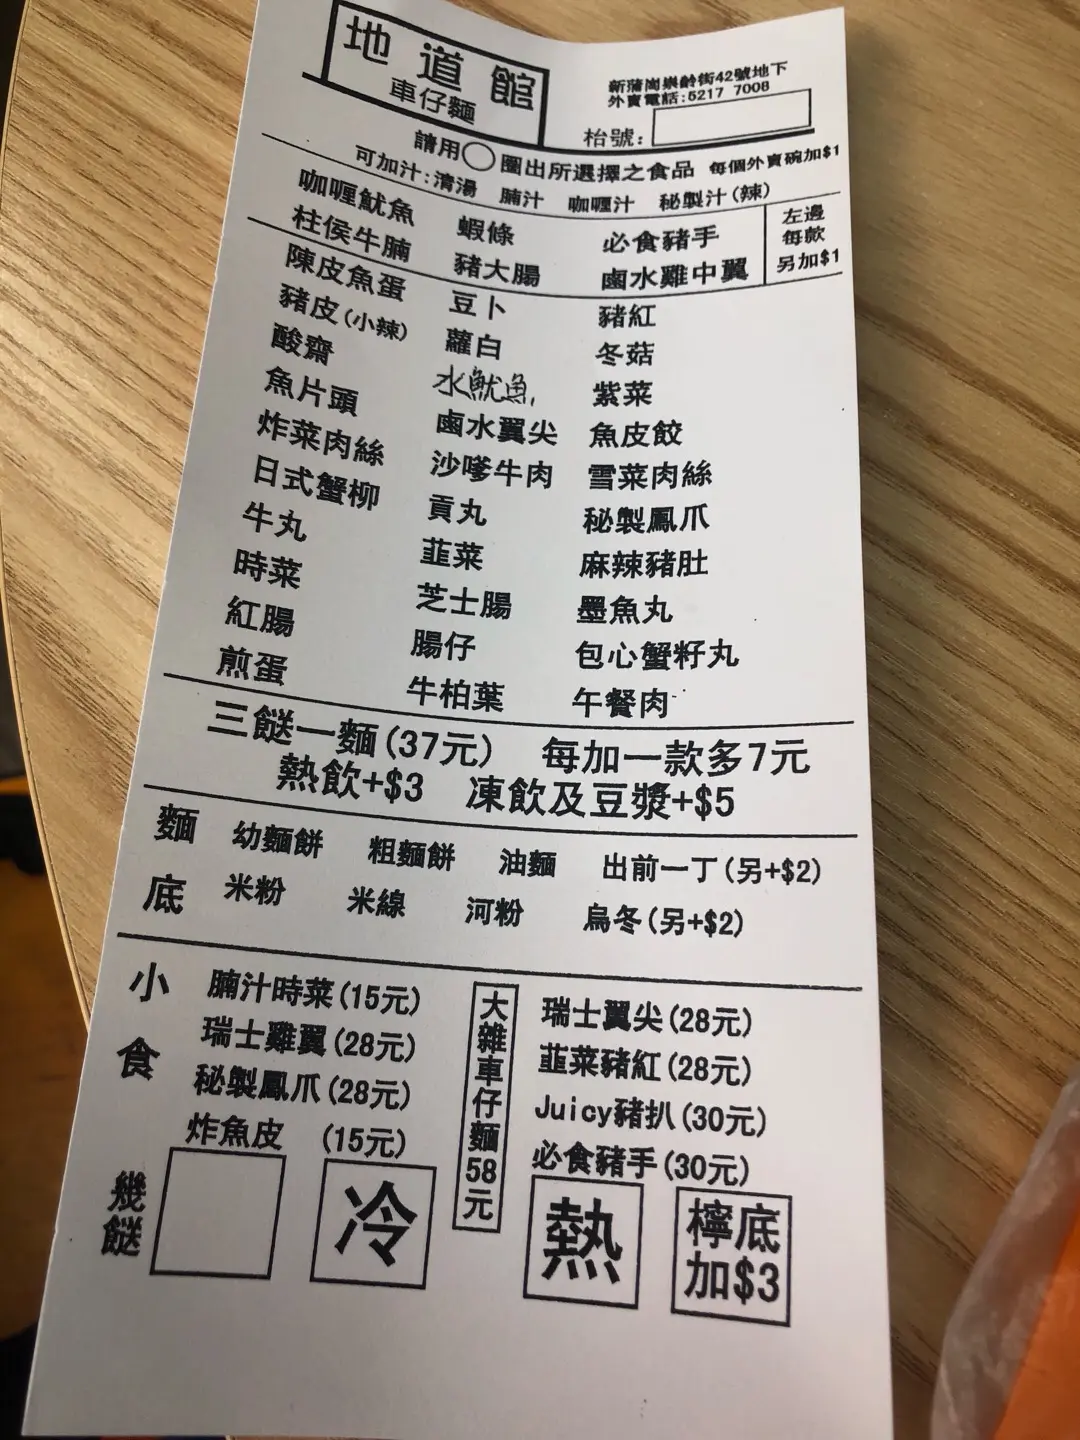 地道館
車仔麵
新蒲崗崇齡街42號地下
外賣電話:5217 7008
枱號:
請用○圈出所選擇之食品 每個外賣碗加$1
可加汁:清湯 腩汁 咖喱汁 秘製汁(辣)
咖喱魷魚 蝦條 必食豬手
柱侯牛腩 豬大腸 鹵水雞中翼
左邊
每款
另加$1
陳皮魚蛋 豆卜 豬紅
豬皮(小辣) 蘿白 冬菇
酸齋 水魷魚 紫菜
魚片頭 鹵水翼尖 魚皮餃
炸菜肉絲 沙嗲牛肉 雪菜肉絲
日式蟹柳 貢丸 秘製鳳爪
牛丸 韮菜 麻辣豬肚
時菜 芝士腸 墨魚丸
紅腸 腸仔 包心蟹籽丸
煎蛋 牛柏葉 午餐肉
三餸一麵(37元) 每加一款多7元
熱飲+$3 凍飲及豆漿+$5
麵底
幼麵餅 粗麵餅 油麵 出前一丁(另+$2)
米粉 米線 河粉 烏冬(另+$2)
小食
腩汁時菜(15元)
瑞士雞翼(28元)
秘製鳳爪(28元)
炸魚皮 (15元)
大雜車仔麵58元
瑞士翼尖(28元)
韮菜豬紅(28元)
Juicy豬扒(30元)
必食豬手(30元)
幾餸
冷
熱
檸底
加$3